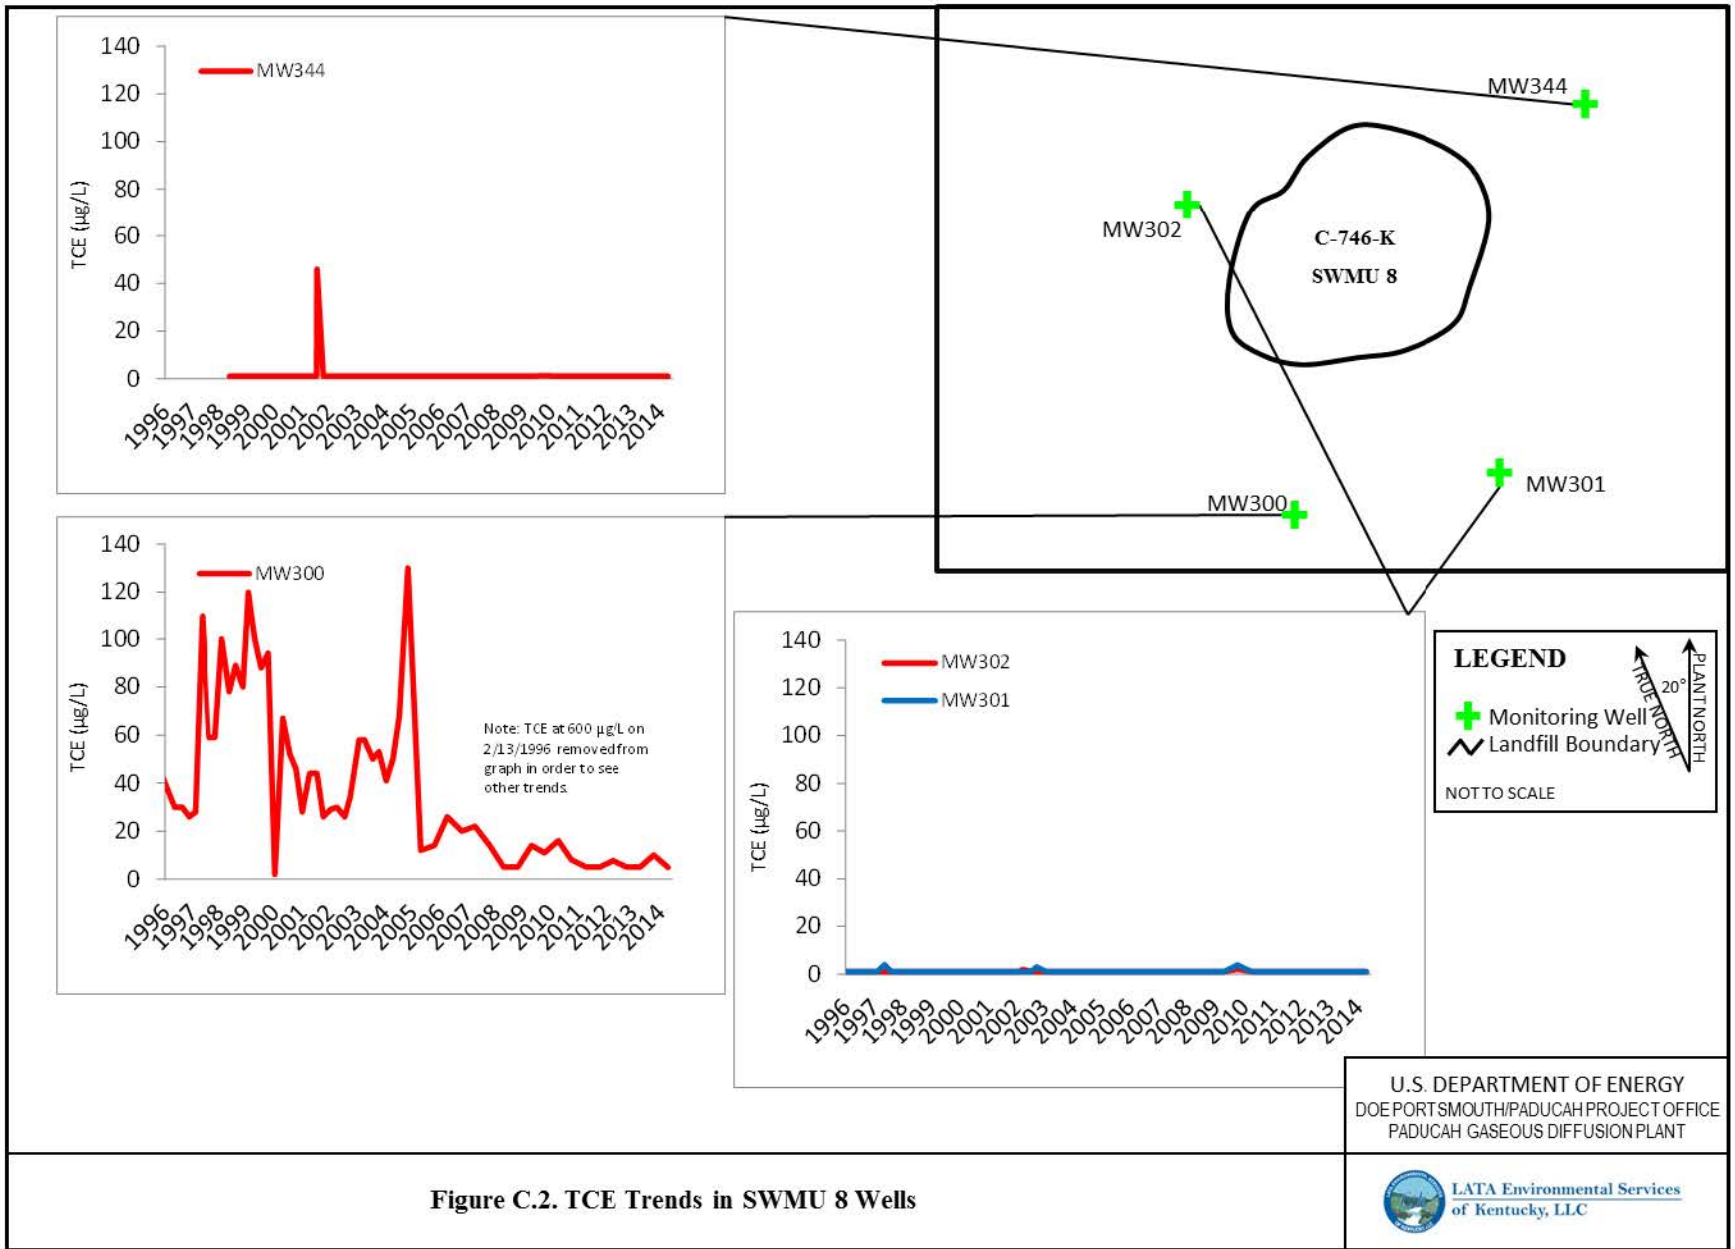 140
120
100
80
60
40
20
0
TCE (µg/L)
MW344
1996
1997
1998
1999
2000
2001
2002
2003
2004
2005
2006
2007
2008
2009
2010
2011
2012
2013
2014
MW344
MW302
C-746-K
SWMU 8
MW301
MW300
140
120
100
80
60
40
20
0
TCE (µg/L)
MW300
Note: TCE at 600 µg/L on
2/13/1996 removed from
graph in order to see
other trends.
1996
1997
1998
1999
2000
2001
2002
2003
2004
2005
2006
2007
2008
2009
2010
2011
2012
2013
2014
140
120
100
80
60
40
20
0
TCE (µg/L)
MW302
MW301
1996
1997
1998
1999
2000
2001
2002
2003
2004
2005
2006
2007
2008
2009
2010
2011
2012
2013
2014
LEGEND
Monitoring Well
Landfill Boundary
NOT TO SCALE
TRUE NORTH
20°
PLANT NORTH
U.S. DEPARTMENT OF ENERGY
DOE PORTSMOUTH/PADUCAH PROJECT OFFICE
PADUCAH GASEOUS DIFFUSION PLANT
Figure C.2. TCE Trends in SWMU 8 Wells
LATA Environmental Services
of Kentucky, LLC